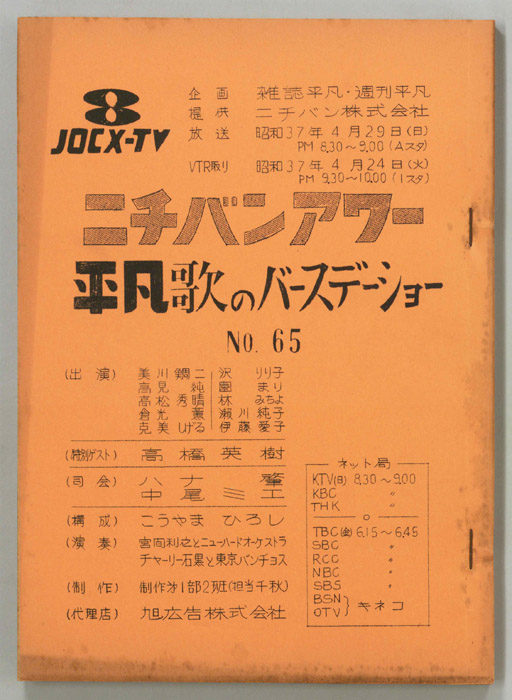 8
JOCX-TV
企画 雑誌平凡・週刊平凡
提供 ニチバン株式会社
放送 昭和37年4月29日(日)
PM 8.30〜9.00 (Aスタ)
VTR取り 昭和37年4月24日(火)
PM 9.30〜10.00 (1スタ)
ニチバンアワー
平凡歌のバースデーショー
NO. 65
(出演) 美川鋼二 沢りり子
高見純 園まり
高松秀晴 林みちよ
倉光薫 瀬川純子
克美しげる 伊藤愛子
(特別ゲスト) 高橋英樹
(司会) ハナ肇
中尾ミエ
(構成) こうやまひろし
(演奏) 宮間利之とニューハードオーケストラ
チャーリー石黒と東京パンチョス
(制作) 制作才1部2班(担当千秋)
(代理店) 旭広告株式会社
ネット局
KTV(日) 8.30〜9.00
KBC 〃
THK 〃
TBC(金) 6.15〜6.45
SBC 〃
RCC 〃
NBC 〃
SBS 〃
BSN
OTV } キネコ